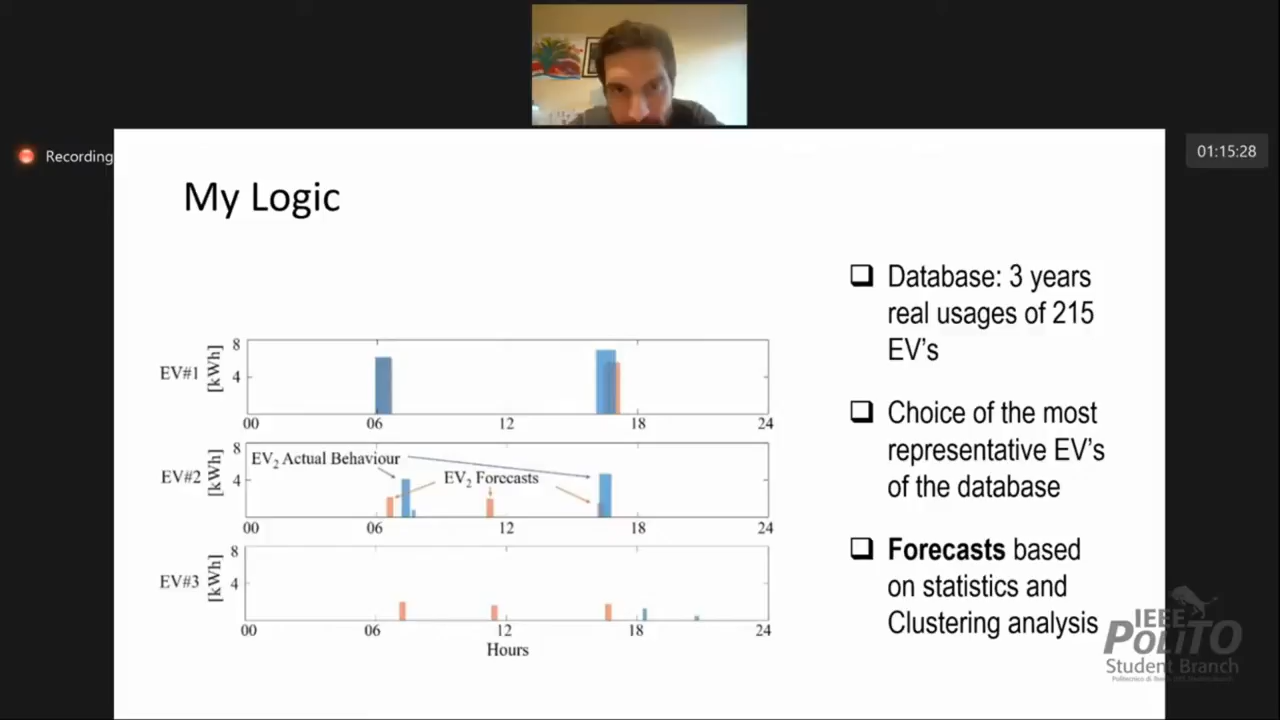 Recording
01:15:28
My Logic
EV#1
[kWh]
8
4
00 06 12 18 24
EV#2
[kWh]
8
4
EV2 Actual Behaviour
EV2 Forecasts
00 06 12 18 24
EV#3
[kWh]
8
4
00 06 12 18 24
Hours
Database: 3 years
real usages of 215
EV's
Choice of the most
representative EV's
of the database
Forecasts based
on statistics and
Clustering analysis
IEEE
PoliTO
Student Branch